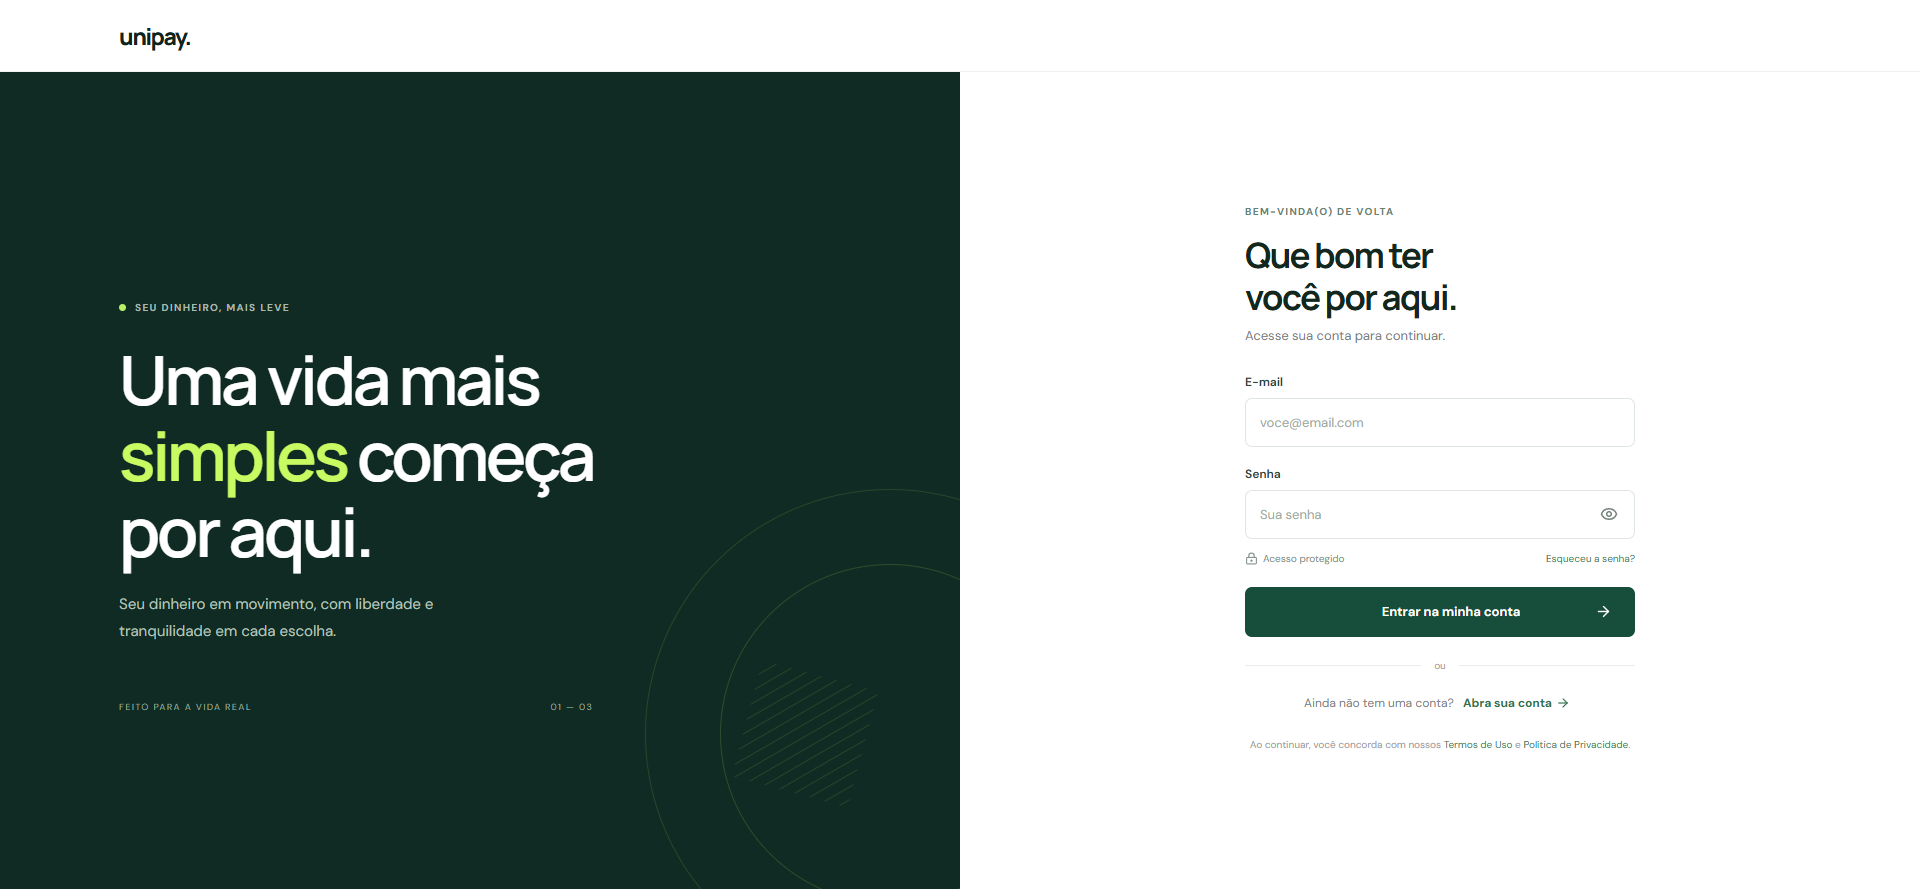 unipay.
SEU DINHEIRO, MAIS LEVE
Uma vida mais
simples começa
por aqui.
Seu dinheiro em movimento, com liberdade e
tranquilidade em cada escolha.
FEITO PARA A VIDA REAL
01 — 03
BEM-VINDA(O) DE VOLTA
Que bom ter
você por aqui.
Acesse sua conta para continuar.
E-mail
voce@email.com
Senha
Sua senha
Acesso protegido
Esqueceu a senha?
Entrar na minha conta →
ou
Ainda não tem uma conta? Abra sua conta →
Ao continuar, você concorda com nossos Termos de Uso e Política de Privacidade.